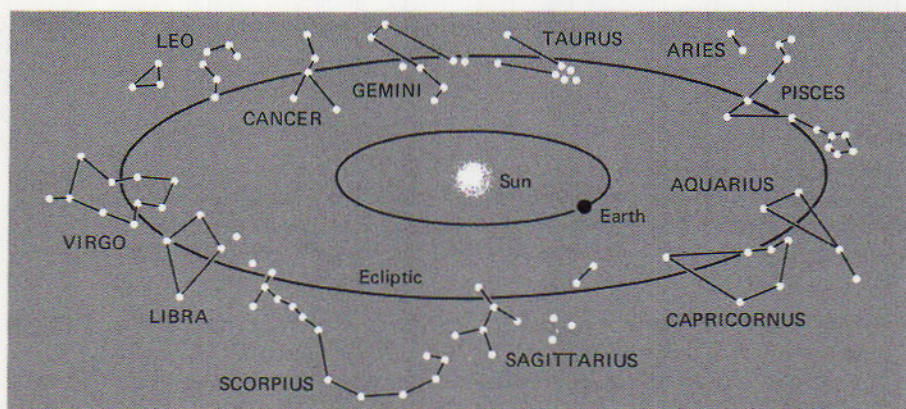 LEO
TAURUS
ARIES
GEMINI
PISCES
CANCER
Sun
AQUARIUS
Earth
VIRGO
Ecliptic
LIBRA
CAPRICORNUS
SAGITTARIUS
SCORPIUS